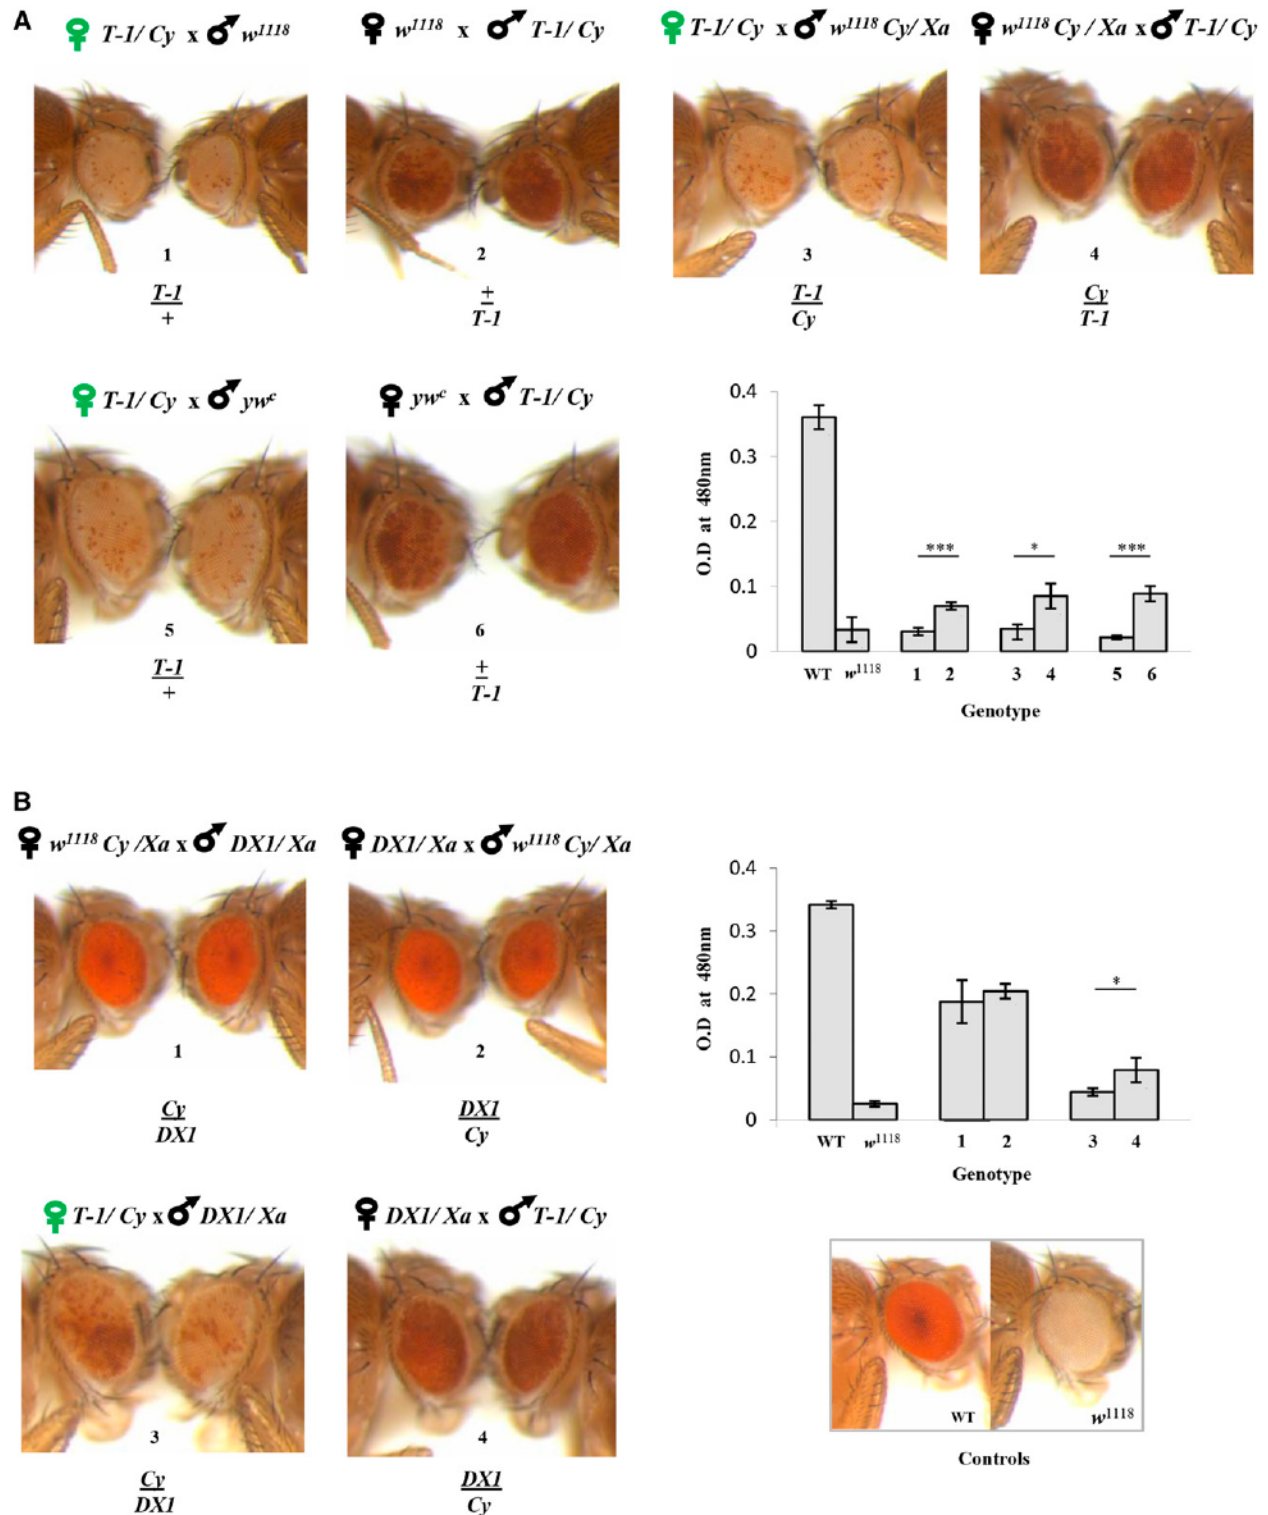 A
♀ T-1/ Cy x ♂ w1118
♀ w1118 x ♂ T-1/ Cy
♀ T-1/ Cy x ♂ w1118 Cy/ Xa
♀ w1118 Cy / Xa x ♂ T-1/ Cy
1
2
3
4
T-1
+
+
T-1
T-1
Cy
Cy
T-1
♀ T-1/ Cy x ♂ ywc
♀ ywc x ♂ T-1/ Cy
5
6
T-1
+
+
T-1
0.4
0.3
0.2
0.1
0
O.D at 480nm
*** * ***
WT w1118 1 2 3 4 5 6
Genotype
B
♀ w1118 Cy /Xa x ♂ DX1/ Xa
♀ DX1/ Xa x ♂ w1118 Cy/ Xa
1
2
Cy
DX1
DX1
Cy
0.4
0.3
0.2
0.1
0
O.D at 480nm
*
WT w1118 1 2 3 4
Genotype
♀ T-1/ Cy x ♂ DX1/ Xa
♀ DX1/ Xa x ♂ T-1/ Cy
3
4
Cy
DX1
DX1
Cy
WT
w1118
Controls